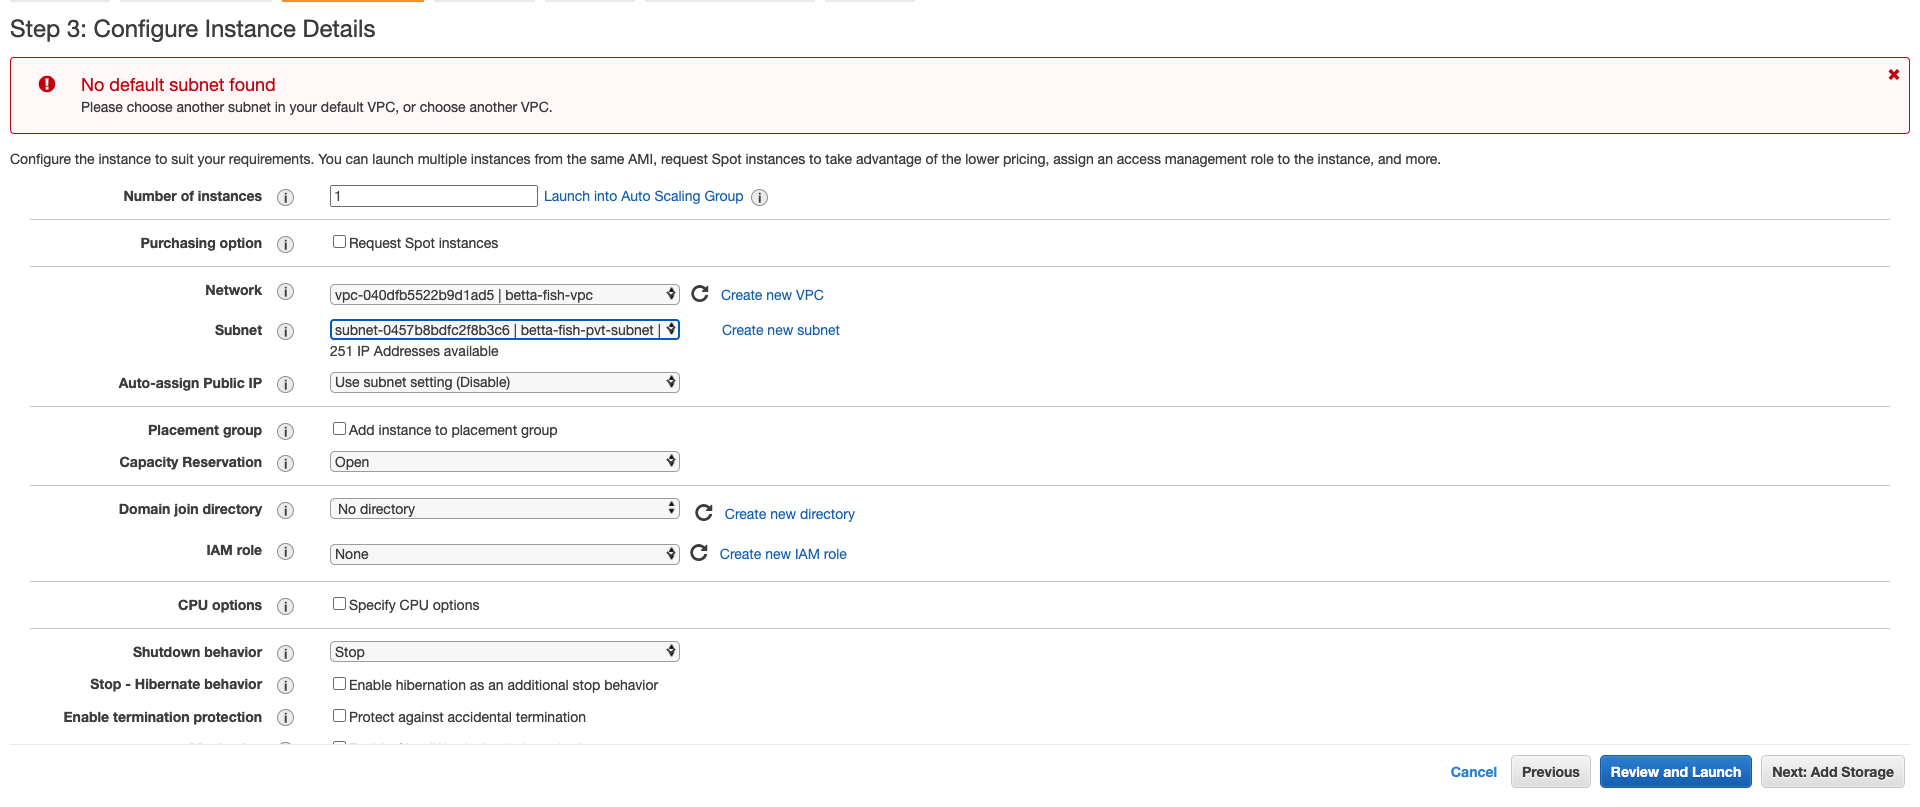 Step 3: Configure Instance Details
No default subnet found
Please choose another subnet in your default VPC, or choose another VPC.
Configure the instance to suit your requirements. You can launch multiple instances from the same AMI, request Spot instances to take advantage of the lower pricing, assign an access management role to the instance, and more.
Number of instances 1 Launch into Auto Scaling Group
Purchasing option Request Spot instances
Network vpc-040dfb5522b9d1ad5 | betta-fish-vpc Create new VPC
Subnet subnet-0457b8bdfc2f8b3c6 | betta-fish-pvt-subnet | Create new subnet
251 IP Addresses available
Auto-assign Public IP Use subnet setting (Disable)
Placement group Add instance to placement group
Capacity Reservation Open
Domain join directory No directory Create new directory
IAM role None Create new IAM role
CPU options Specify CPU options
Shutdown behavior Stop
Stop - Hibernate behavior Enable hibernation as an additional stop behavior
Enable termination protection Protect against accidental termination
Cancel Previous Review and Launch Next: Add Storage